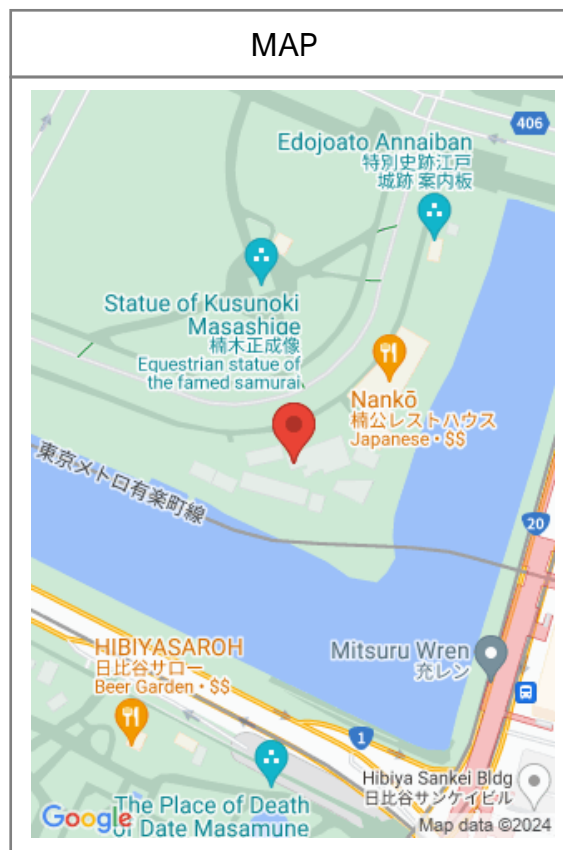 MAP
406
Edojoato Annaiban
特別史跡江戸
城跡 案内板
Statue of Kusunoki
Masashige
楠木正成像
Equestrian statue of
the famed samurai
Nankō
楠公レストハウス
Japanese • $$
東京メトロ有楽町線
20
HIBIYASAROH
日比谷サロー
Beer Garden • $$
Mitsuru Wren
充レン
1
Hibiya Sankei Bldg
日比谷サンケイビル
The Place of Death
of Date Masamune
Google
Map data ©2024